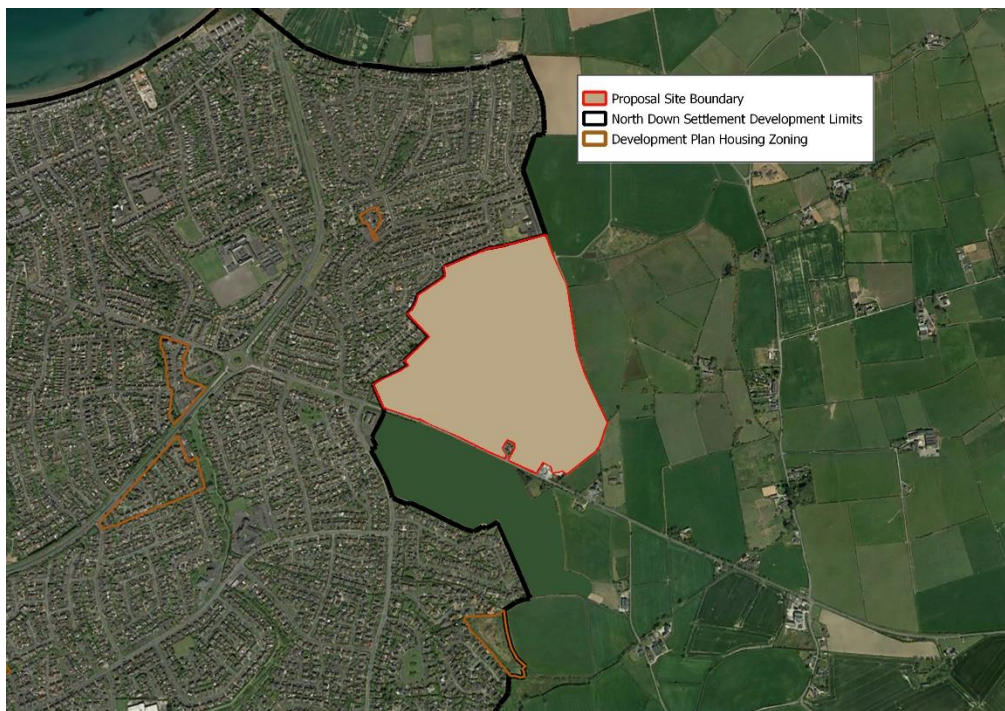 Proposal Site Boundary
North Down Settlement Development Limits
Development Plan Housing Zoning